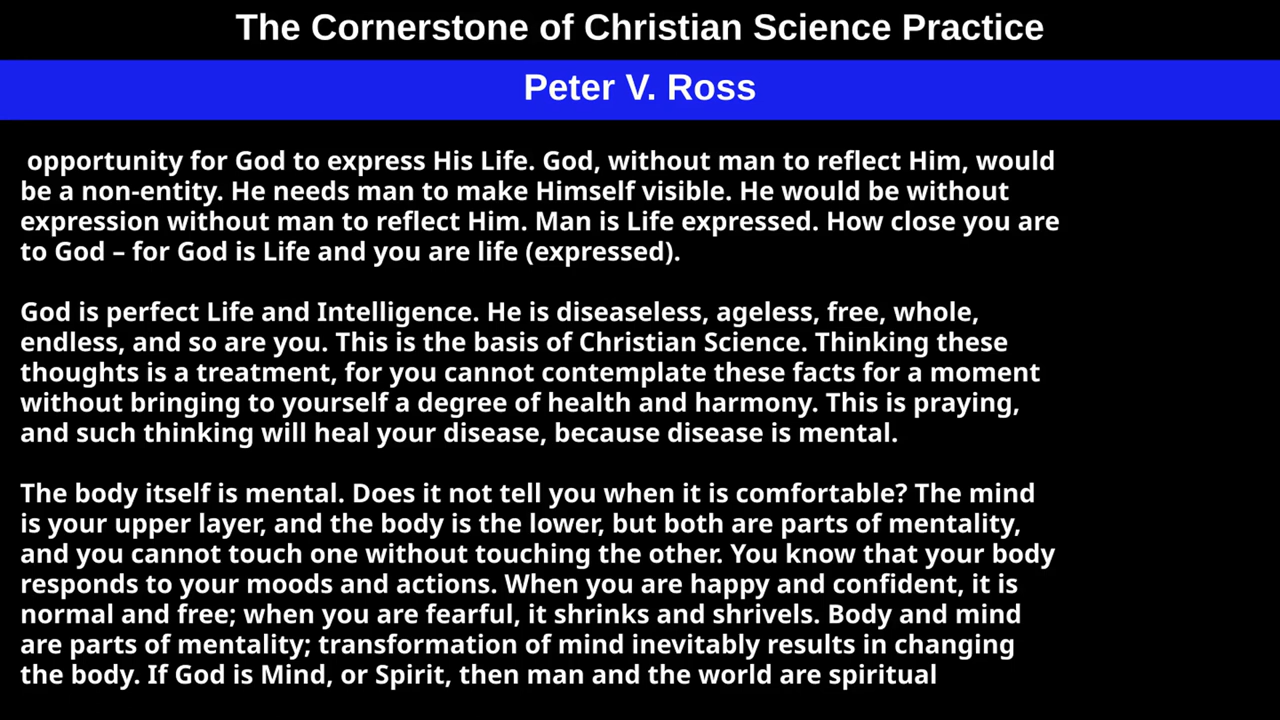 The Cornerstone of Christian Science Practice
Peter V. Ross
opportunity for God to express His Life. God, without man to reflect Him, would
be a non-entity. He needs man to make Himself visible. He would be without
expression without man to reflect Him. Man is Life expressed. How close you are
to God – for God is Life and you are life (expressed).
God is perfect Life and Intelligence. He is diseaseless, ageless, free, whole,
endless, and so are you. This is the basis of Christian Science. Thinking these
thoughts is a treatment, for you cannot contemplate these facts for a moment
without bringing to yourself a degree of health and harmony. This is praying,
and such thinking will heal your disease, because disease is mental.
The body itself is mental. Does it not tell you when it is comfortable? The mind
is your upper layer, and the body is the lower, but both are parts of mentality,
and you cannot touch one without touching the other. You know that your body
responds to your moods and actions. When you are happy and confident, it is
normal and free; when you are fearful, it shrinks and shrivels. Body and mind
are parts of mentality; transformation of mind inevitably results in changing
the body. If God is Mind, or Spirit, then man and the world are spiritual